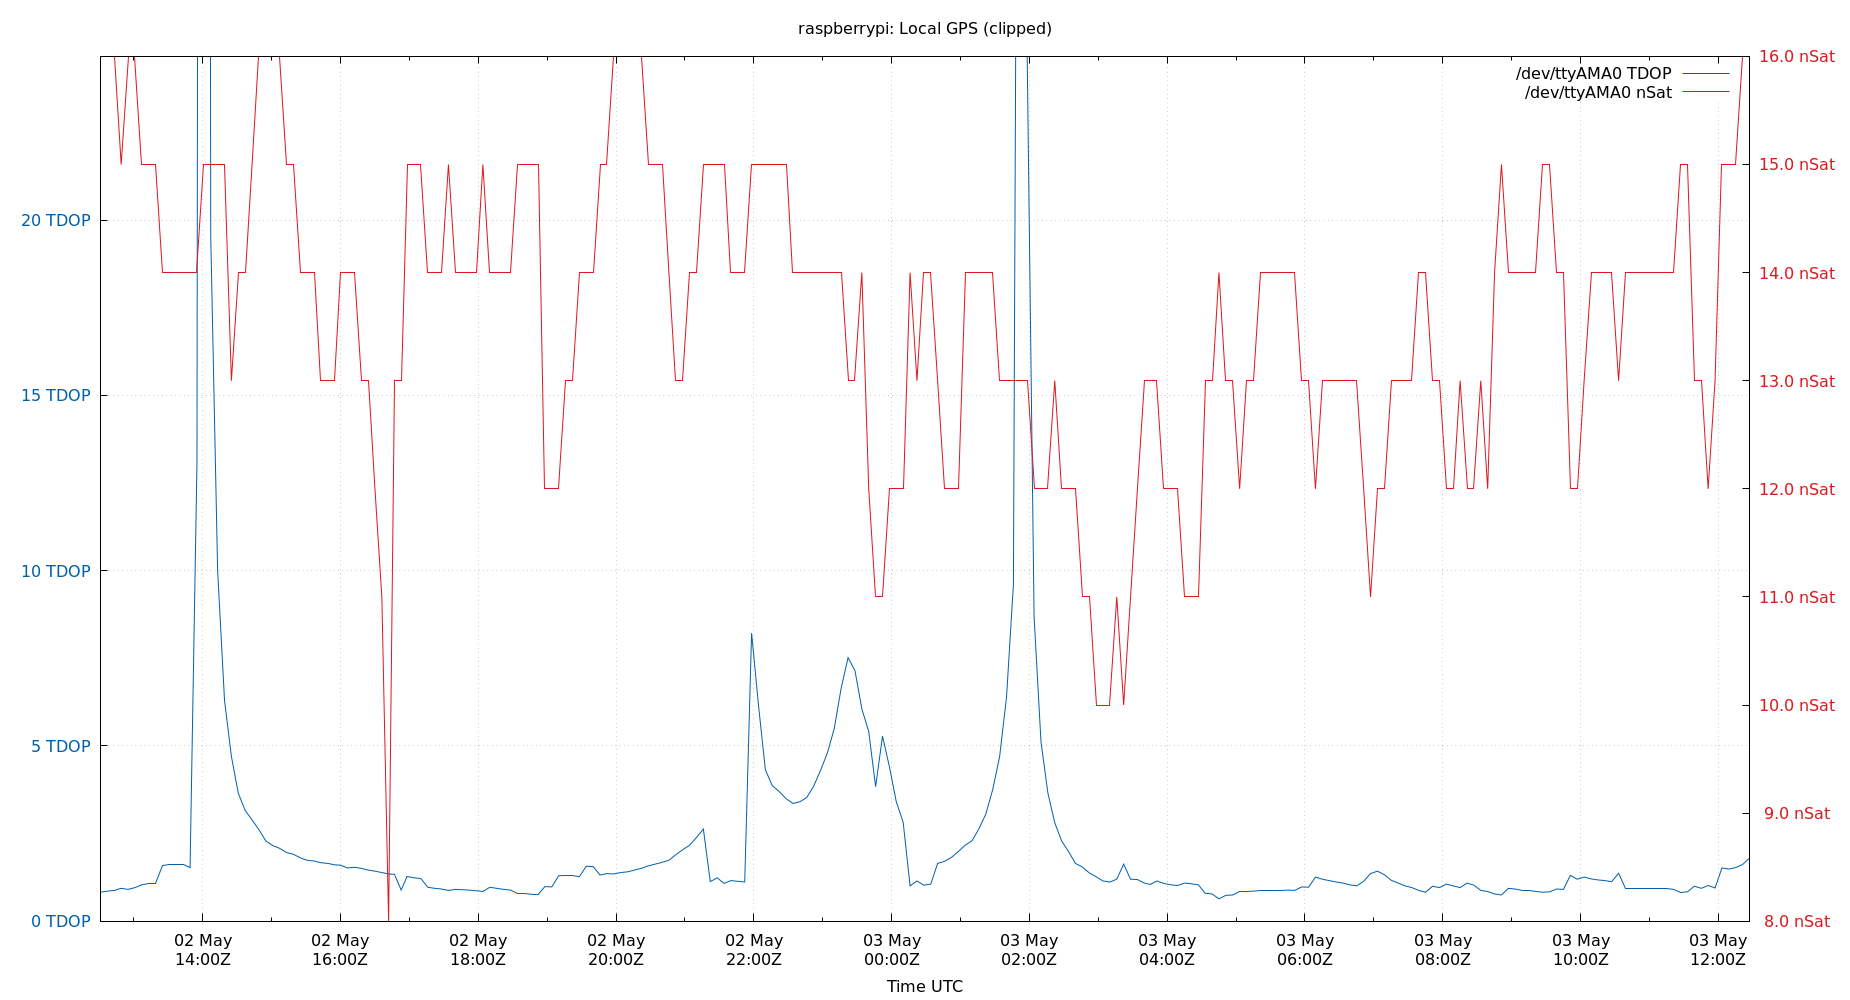 raspberrypi: Local GPS (clipped)
/dev/ttyAMA0 TDOP
/dev/ttyAMA0 nSat
20 TDOP
15 TDOP
10 TDOP
5 TDOP
0 TDOP
16.0 nSat
15.0 nSat
14.0 nSat
13.0 nSat
12.0 nSat
11.0 nSat
10.0 nSat
9.0 nSat
8.0 nSat
02 May
14:00Z
02 May
16:00Z
02 May
18:00Z
02 May
20:00Z
02 May
22:00Z
03 May
00:00Z
03 May
02:00Z
03 May
04:00Z
03 May
06:00Z
03 May
08:00Z
03 May
10:00Z
03 May
12:00Z
Time UTC